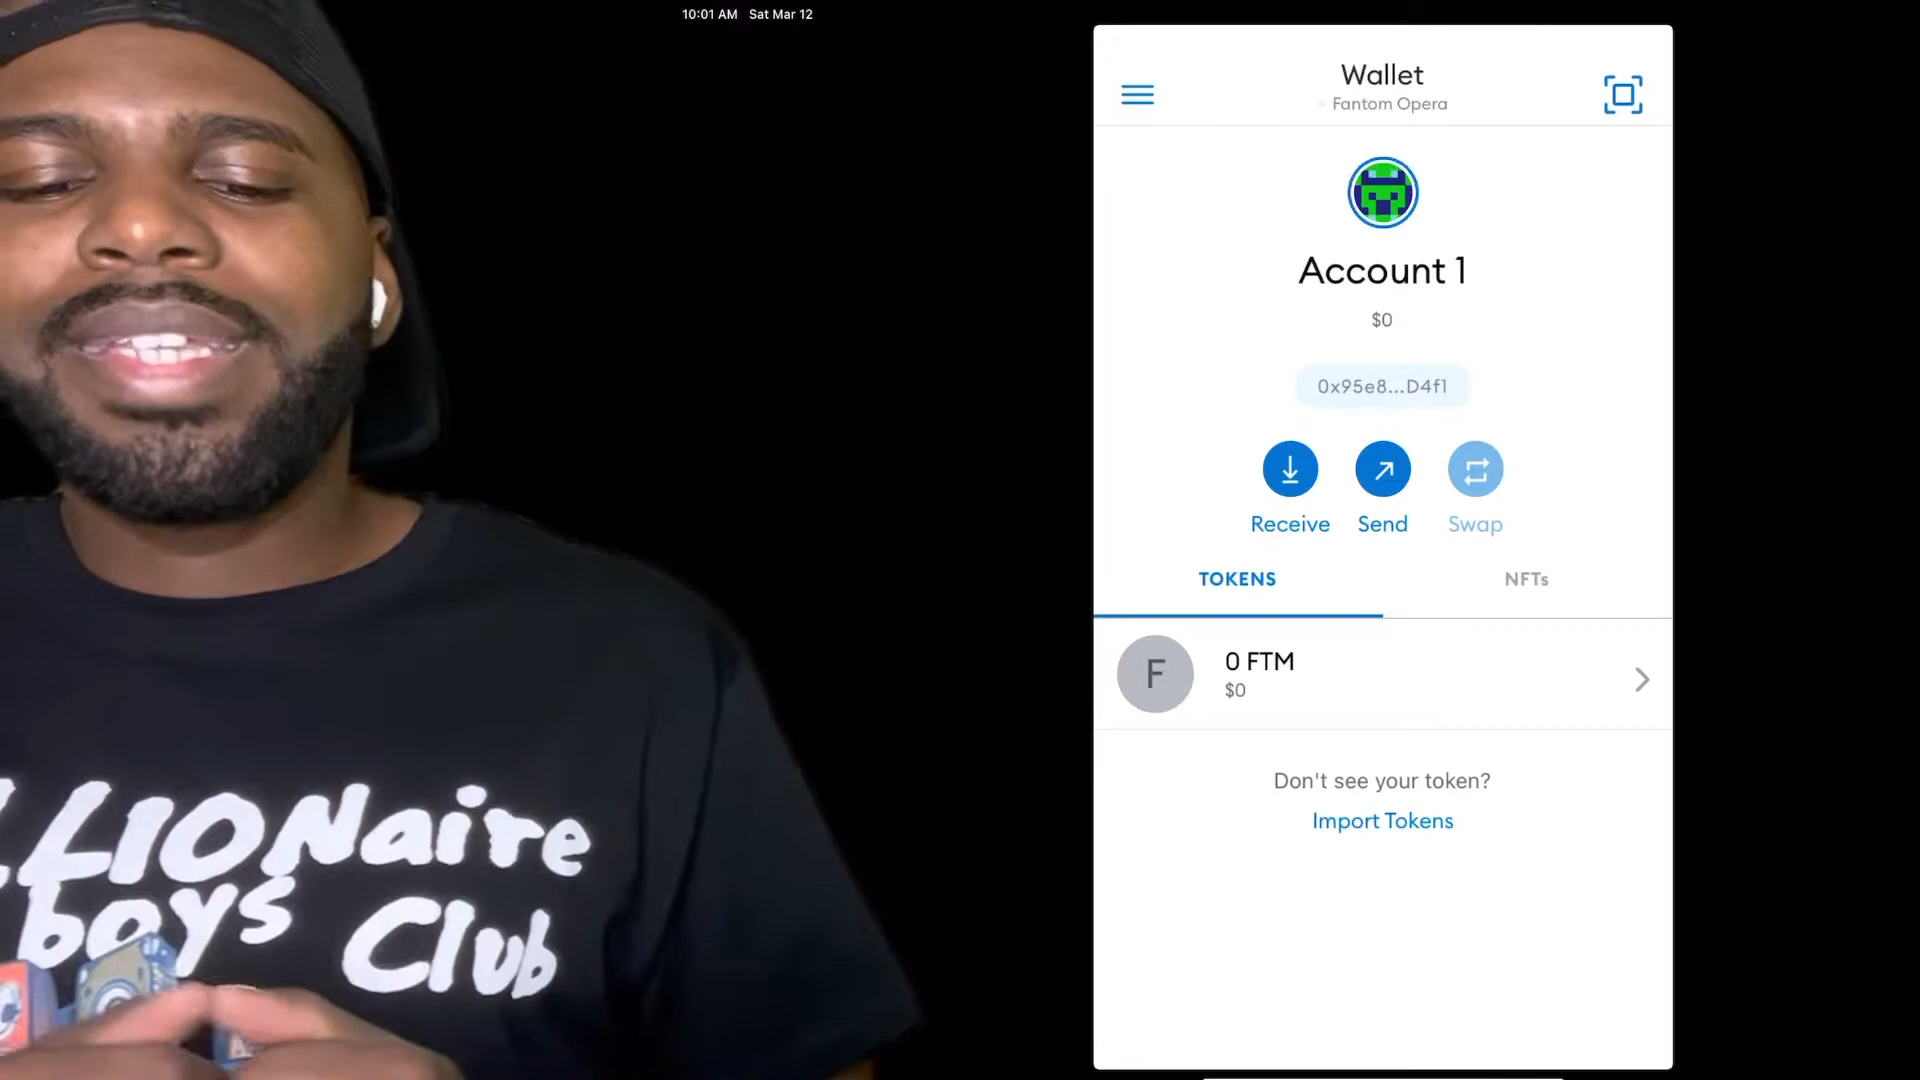 10:01 AM Sat Mar 12
Wallet
Fantom Opera
Account 1
$0
0x95e8...D4f1
Receive Send Swap
TOKENS NFTs
F
0 FTM
$0
Don't see your token?
Import Tokens
boys
Club